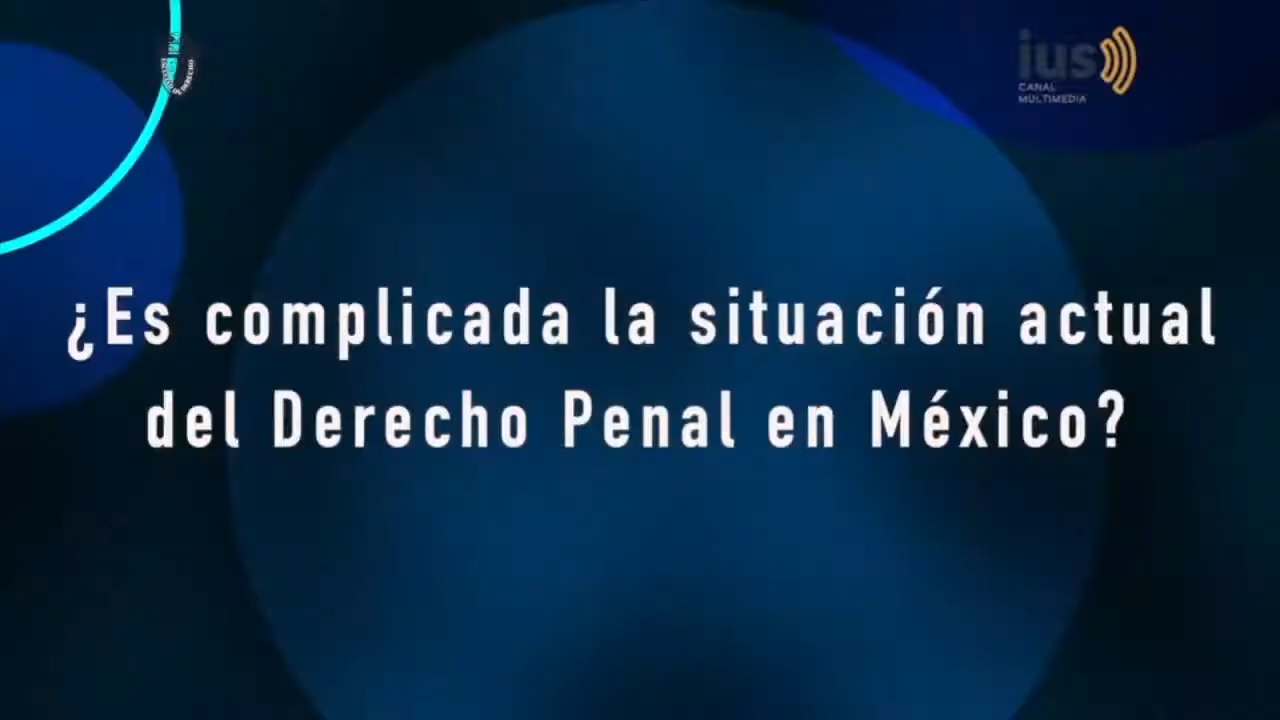 ius
CANAL
MULTIMEDIA
¿Es complicada la situación actual
del Derecho Penal en México?